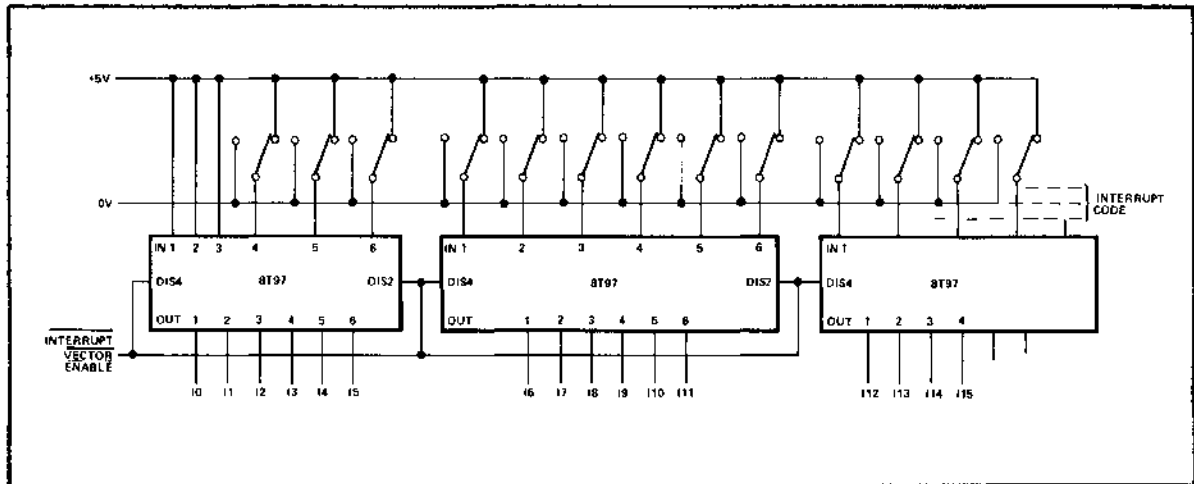 +5V
0V
INTERRUPT
CODE
IN 1 2 3 4 5 6
IN 1 2 3 4 5 6
IN 1
DIS4 8T97 DIS2
DIS4 8T97 DIS2
DIS4 8T97
OUT 1 2 3 4 5 6
OUT 1 2 3 4 5 6
OUT 1 2 3 4
INTERRUPT
VECTOR
ENABLE
I0 I1 I2 I3 I4 I5
I6 I7 I8 I9 I10 I11
I12 I13 I14 I15